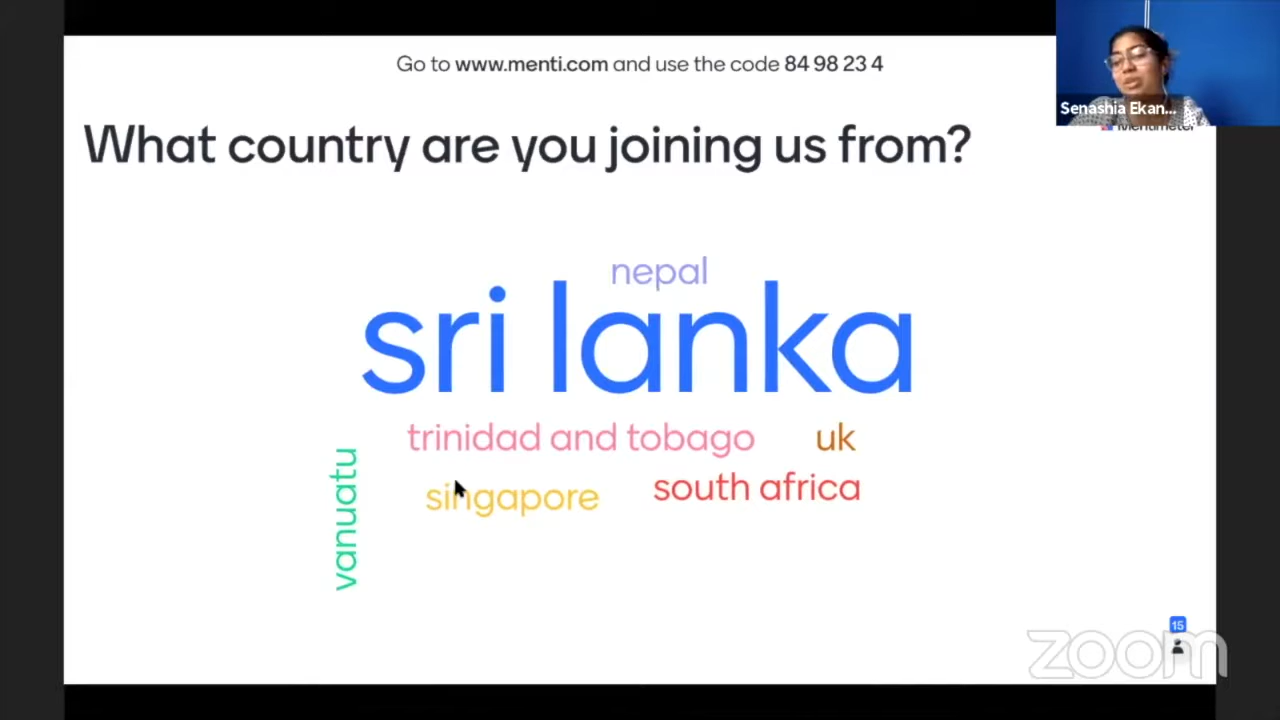 Go to www.menti.com and use the code 84 98 23 4
Senashia Ekan...
Mentimeter
What country are you joining us from?
nepal
sri lanka
trinidad and tobago
uk
vanuatu
singapore
south africa
15
zoom